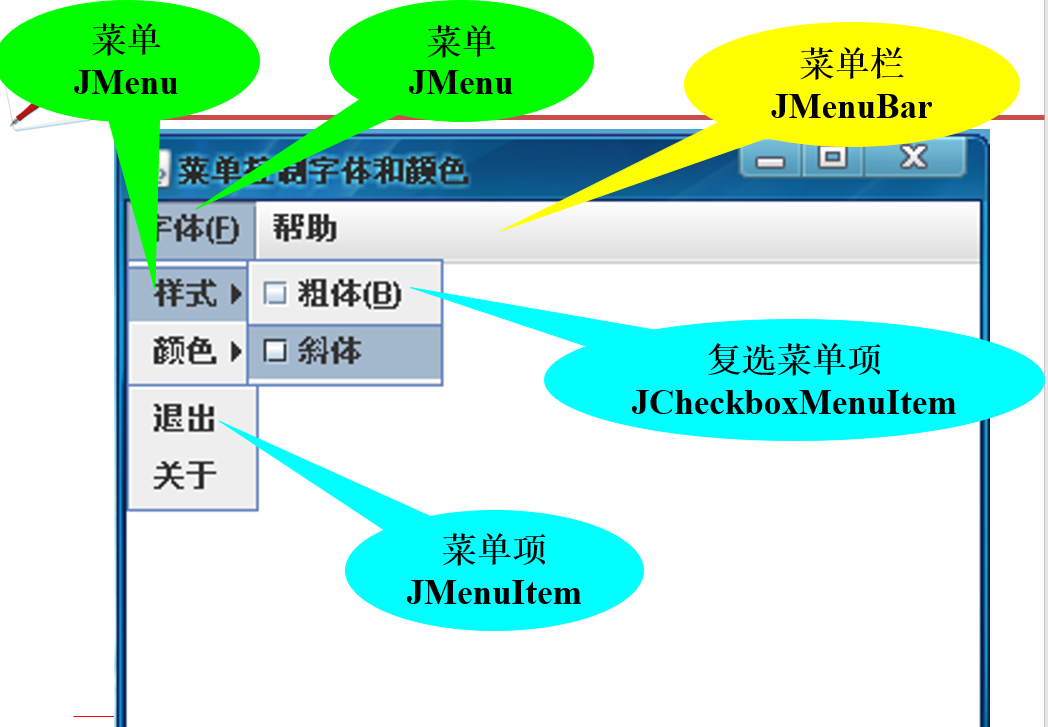 菜单
JMenu
菜单
JMenu
菜单栏
JMenuBar
菜单控制字体和颜色
字体(F)
帮助
样式
粗体(B)
颜色
斜体
复选菜单项
JCheckboxMenuItem
退出
关于
菜单项
JMenuItem